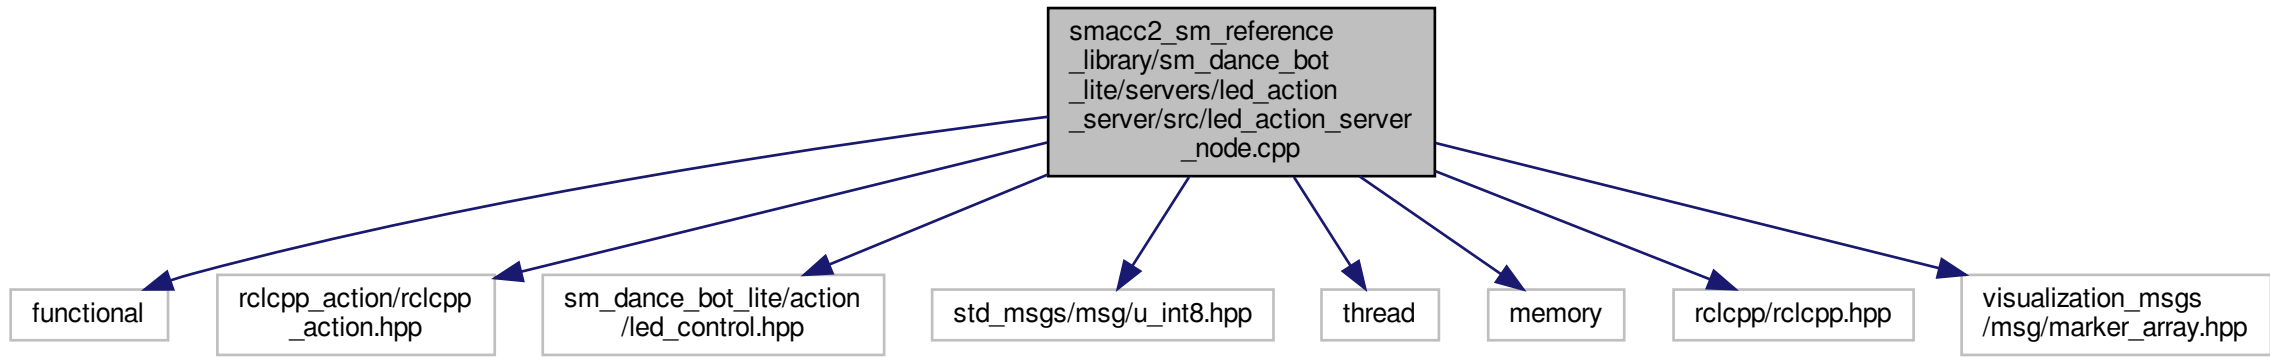 smacc2_sm_reference
_library/sm_dance_bot
_lite/servers/led_action
_server/src/led_action_server
_node.cpp
functional
rclcpp_action/rclcpp
_action.hpp
sm_dance_bot_lite/action
/led_control.hpp
std_msgs/msg/u_int8.hpp
thread
memory
rclcpp/rclcpp.hpp
visualization_msgs
/msg/marker_array.hpp